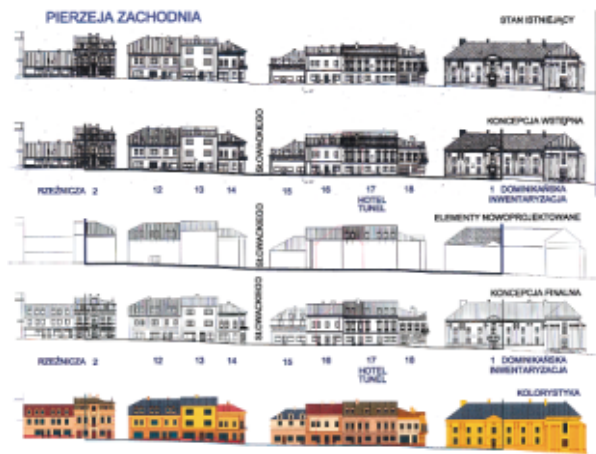 PIERZEJA ZACHODNIA
STAN ISTNIEJĄCY
KONCEPCJA WSTĘPNA
SŁOWACKIEGO
RZEŹNICZA 2 12 13 14 15 16 17 18 1 DOMINIKAŃSKA
HOTEL INWENTARYZACJA
TUNEL
ELEMENTY NOWOPROJEKTOWANE
SŁOWACKIEGO
KONCEPCJA FINALNA
SŁOWACKIEGO
RZEŹNICZA 2 12 13 14 15 16 17 18 1 DOMINIKAŃSKA
HOTEL INWENTARYZACJA
TUNEL
KOLORYSTYKA